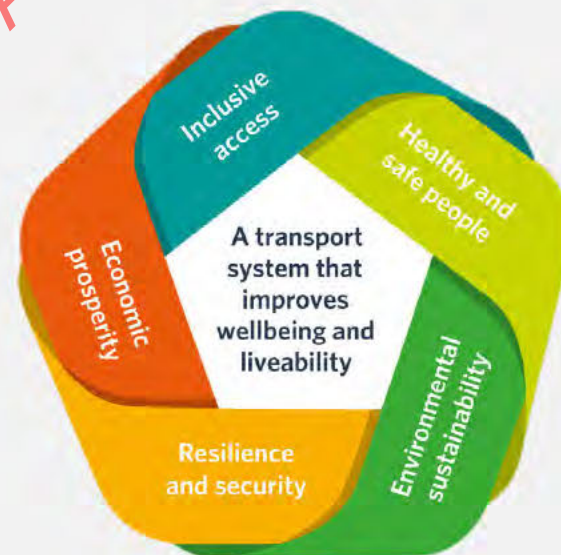 Inclusive
access
Healthy and
safe people
A transport
system that
improves
wellbeing and
liveability
Economic
prosperity
Environmental
sustainability
Resilience
and security